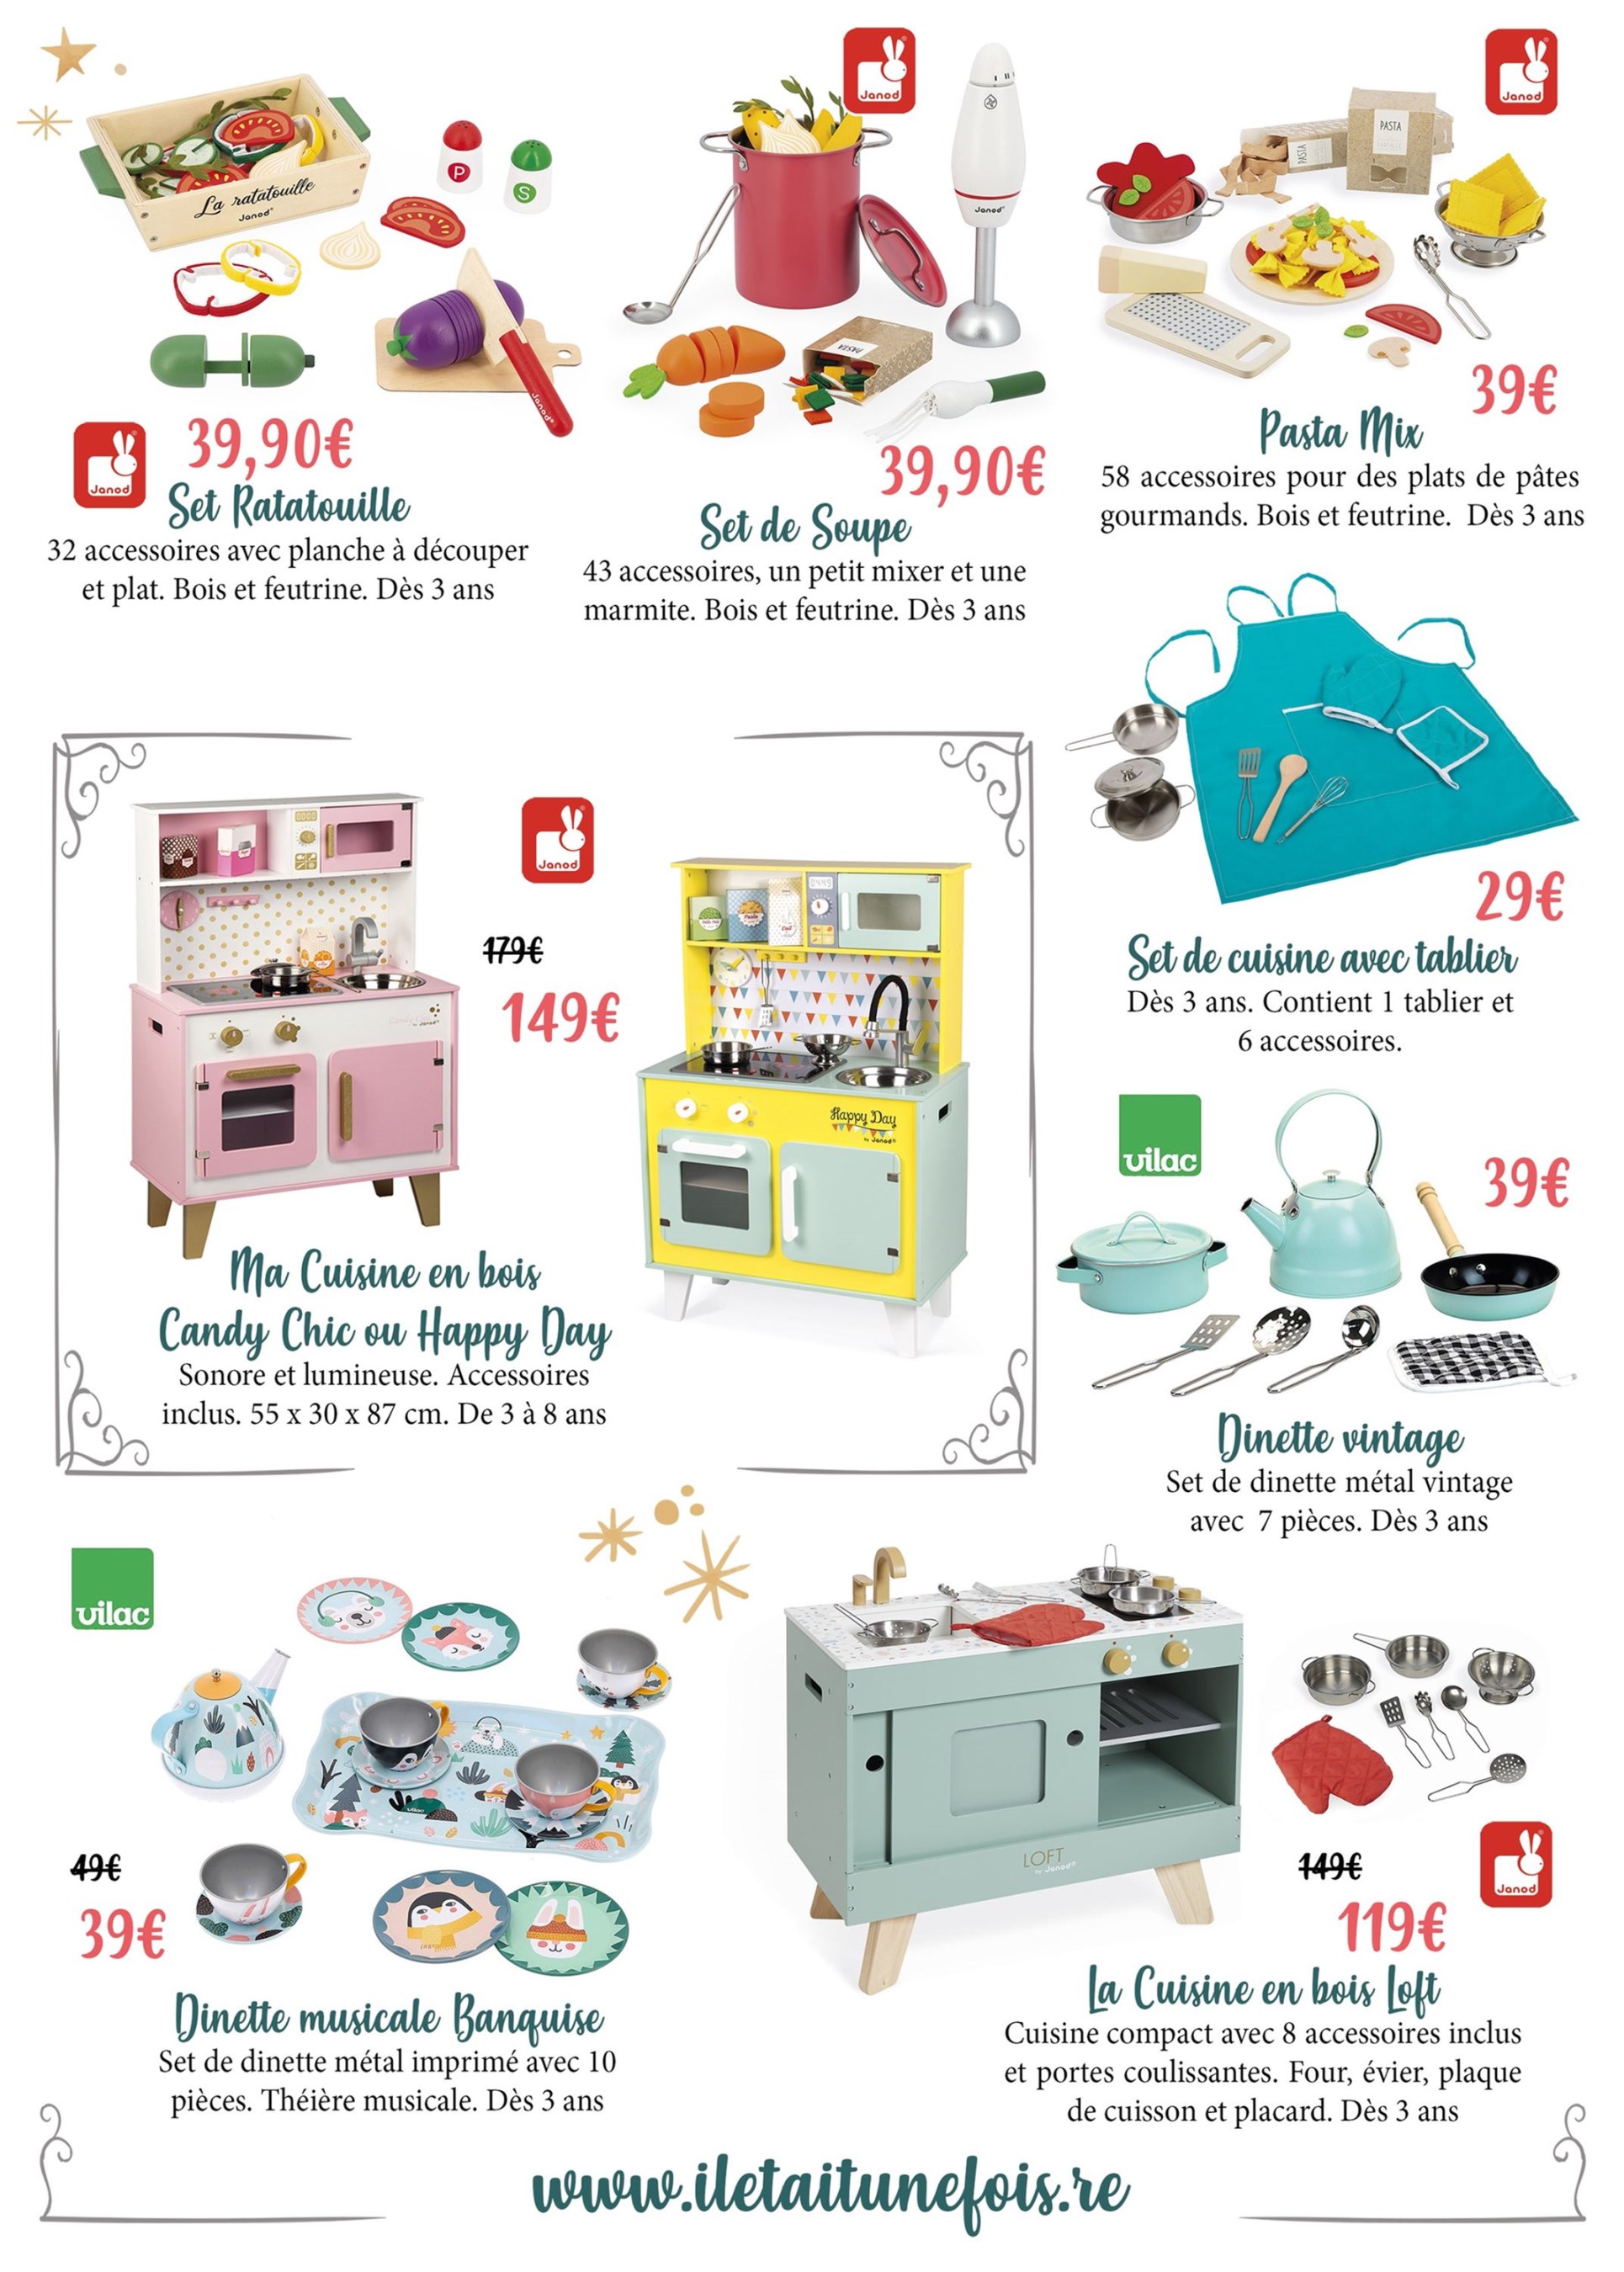 La ratatouille
Janod
P
S
Janod
Janod
39,90€
Set Ratatouille
32 accessoires avec planche à découper
et plat. Bois et feutrine. Dès 3 ans
Janod
Janod
PASTA
39,90€
Set de Soupe
43 accessoires, un petit mixer et une
marmite. Bois et feutrine. Dès 3 ans
Janod
PASTA
PASTA
39€
Pasta Mix
58 accessoires pour des plats de pâtes
gourmands. Bois et feutrine. Dès 3 ans
29€
Set de cuisine avec tablier
Dès 3 ans. Contient 1 tablier et
6 accessoires.
Janod
179€
149€
Happy Day
by Janod
Ma Cuisine en bois
Candy Chic ou Happy Day
Sonore et lumineuse. Accessoires
inclus. 55 x 30 x 87 cm. De 3 à 8 ans
vilac
39€
Dinette vintage
Set de dinette métal vintage
avec 7 pièces. Dès 3 ans
vilac
vilac
49€
39€
Dinette musicale Banquise
Set de dinette métal imprimé avec 10
pièces. Théière musicale. Dès 3 ans
LOFT
by Janod
149€
Janod
119€
La Cuisine en bois Loft
Cuisine compact avec 8 accessoires inclus
et portes coulissantes. Four, évier, plaque
de cuisson et placard. Dès 3 ans
www.iletaitunefois.re